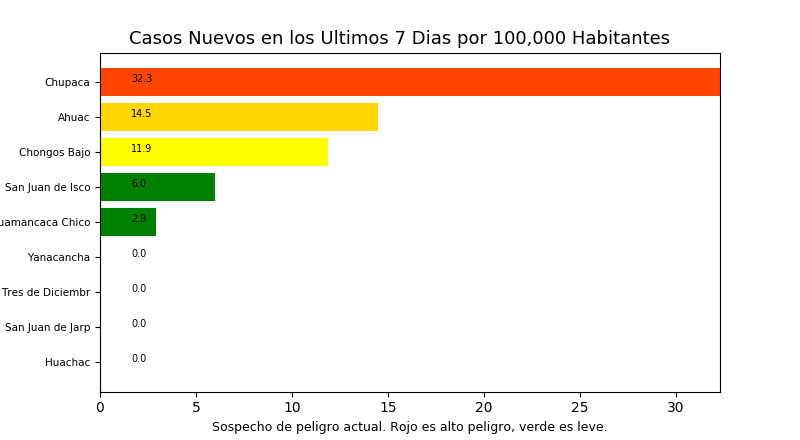 Casos Nuevos en los Ultimos 7 Dias por 100,000 Habitantes
Chupaca 32.3
Ahuac 14.5
Chongos Bajo 11.9
San Juan de Isco 6.0
uamancaca Chico 2.9
Yanacancha 0.0
Tres de Diciembr 0.0
San Juan de Jarp 0.0
Huachac 0.0
0 5 10 15 20 25 30
Sospecho de peligro actual. Rojo es alto peligro, verde es leve.